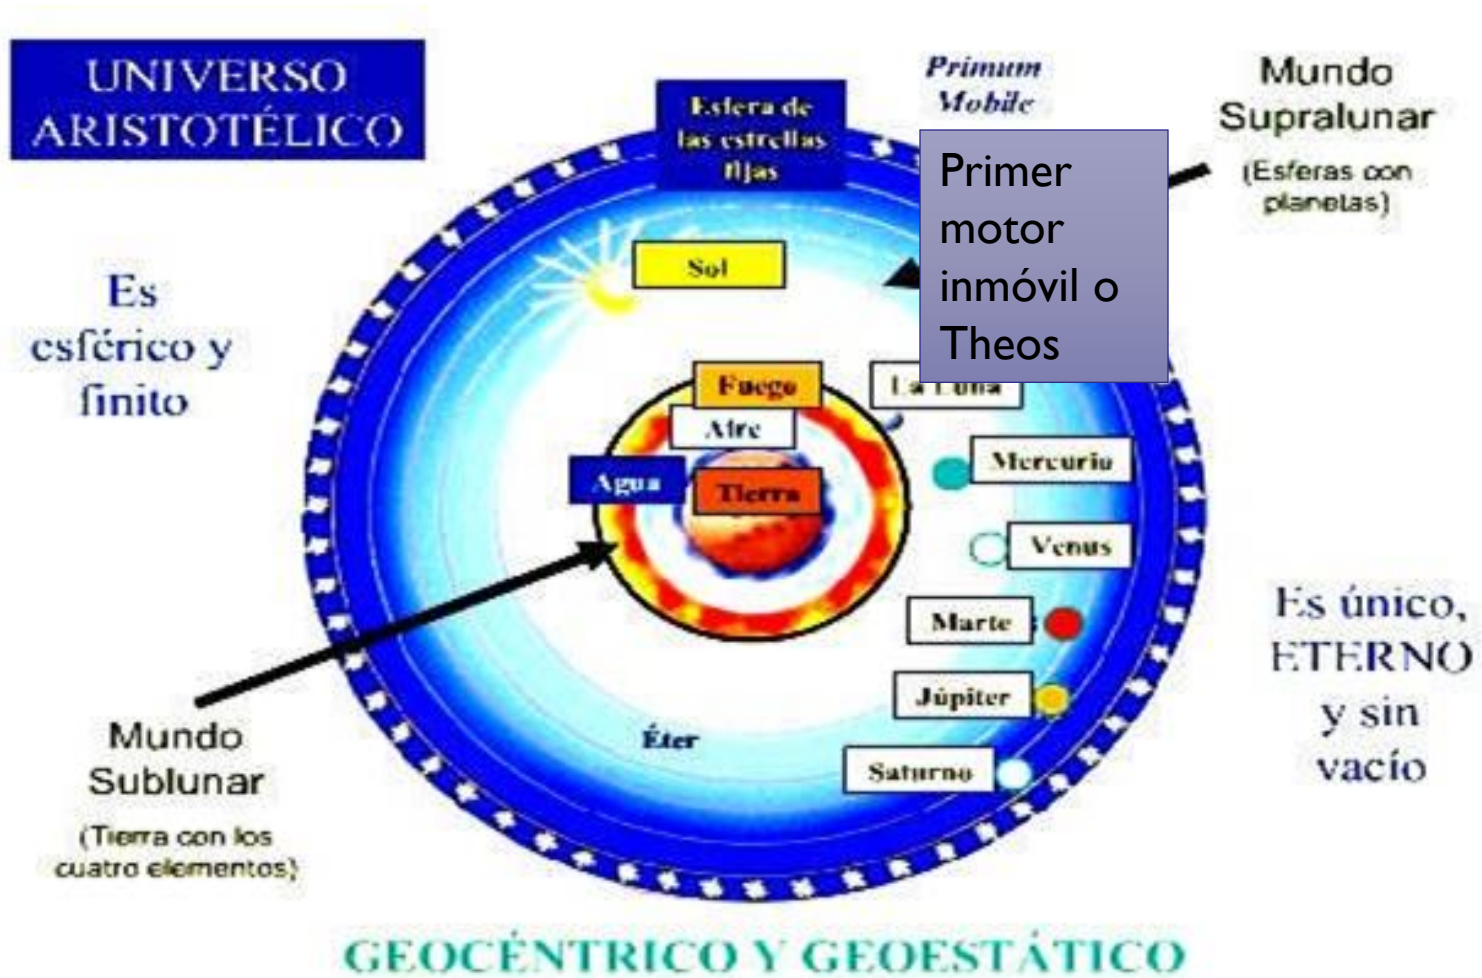 UNIVERSO
ARISTOTÉLICO
Esfera de
las estrellas
fijas
Primum
Mobile
Mundo
Supralunar
(Esferas con
planetas)
Primer
motor
inmóvil o
Theos
Sol
Es
esférico y
finito
Fuego
Aire
Agua
Tierra
La Luna
Mercurio
Venus
Marte
Júpiter
Saturno
Éter
Es único,
ETERNO
y sin
vacío
Mundo
Sublunar
(Tierra con los
cuatro elementos)
GEOCÉNTRICO Y GEOESTÁTICO